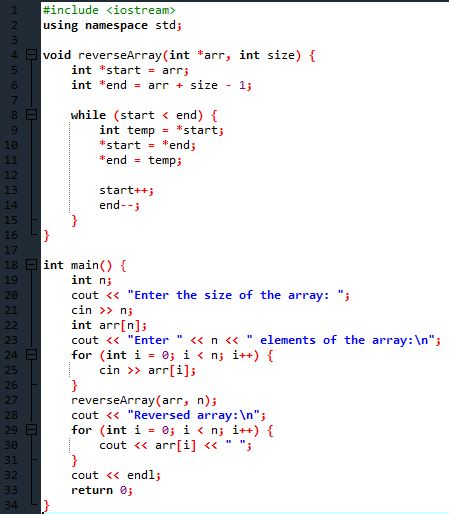 1 #include <iostream>
2 using namespace std;
3
4 void reverseArray(int *arr, int size) {
5     int *start = arr;
6     int *end = arr + size - 1;
7
8     while (start < end) {
9         int temp = *start;
10         *start = *end;
11         *end = temp;
12
13         start++;
14         end--;
15     }
16 }
17
18 int main() {
19     int n;
20     cout << "Enter the size of the array: ";
21     cin >> n;
22     int arr[n];
23     cout << "Enter " << n << " elements of the array:\n";
24     for (int i = 0; i < n; i++) {
25         cin >> arr[i];
26     }
27     reverseArray(arr, n);
28     cout << "Reversed array:\n";
29     for (int i = 0; i < n; i++) {
30         cout << arr[i] << " ";
31     }
32     cout << endl;
33     return 0;
34 }